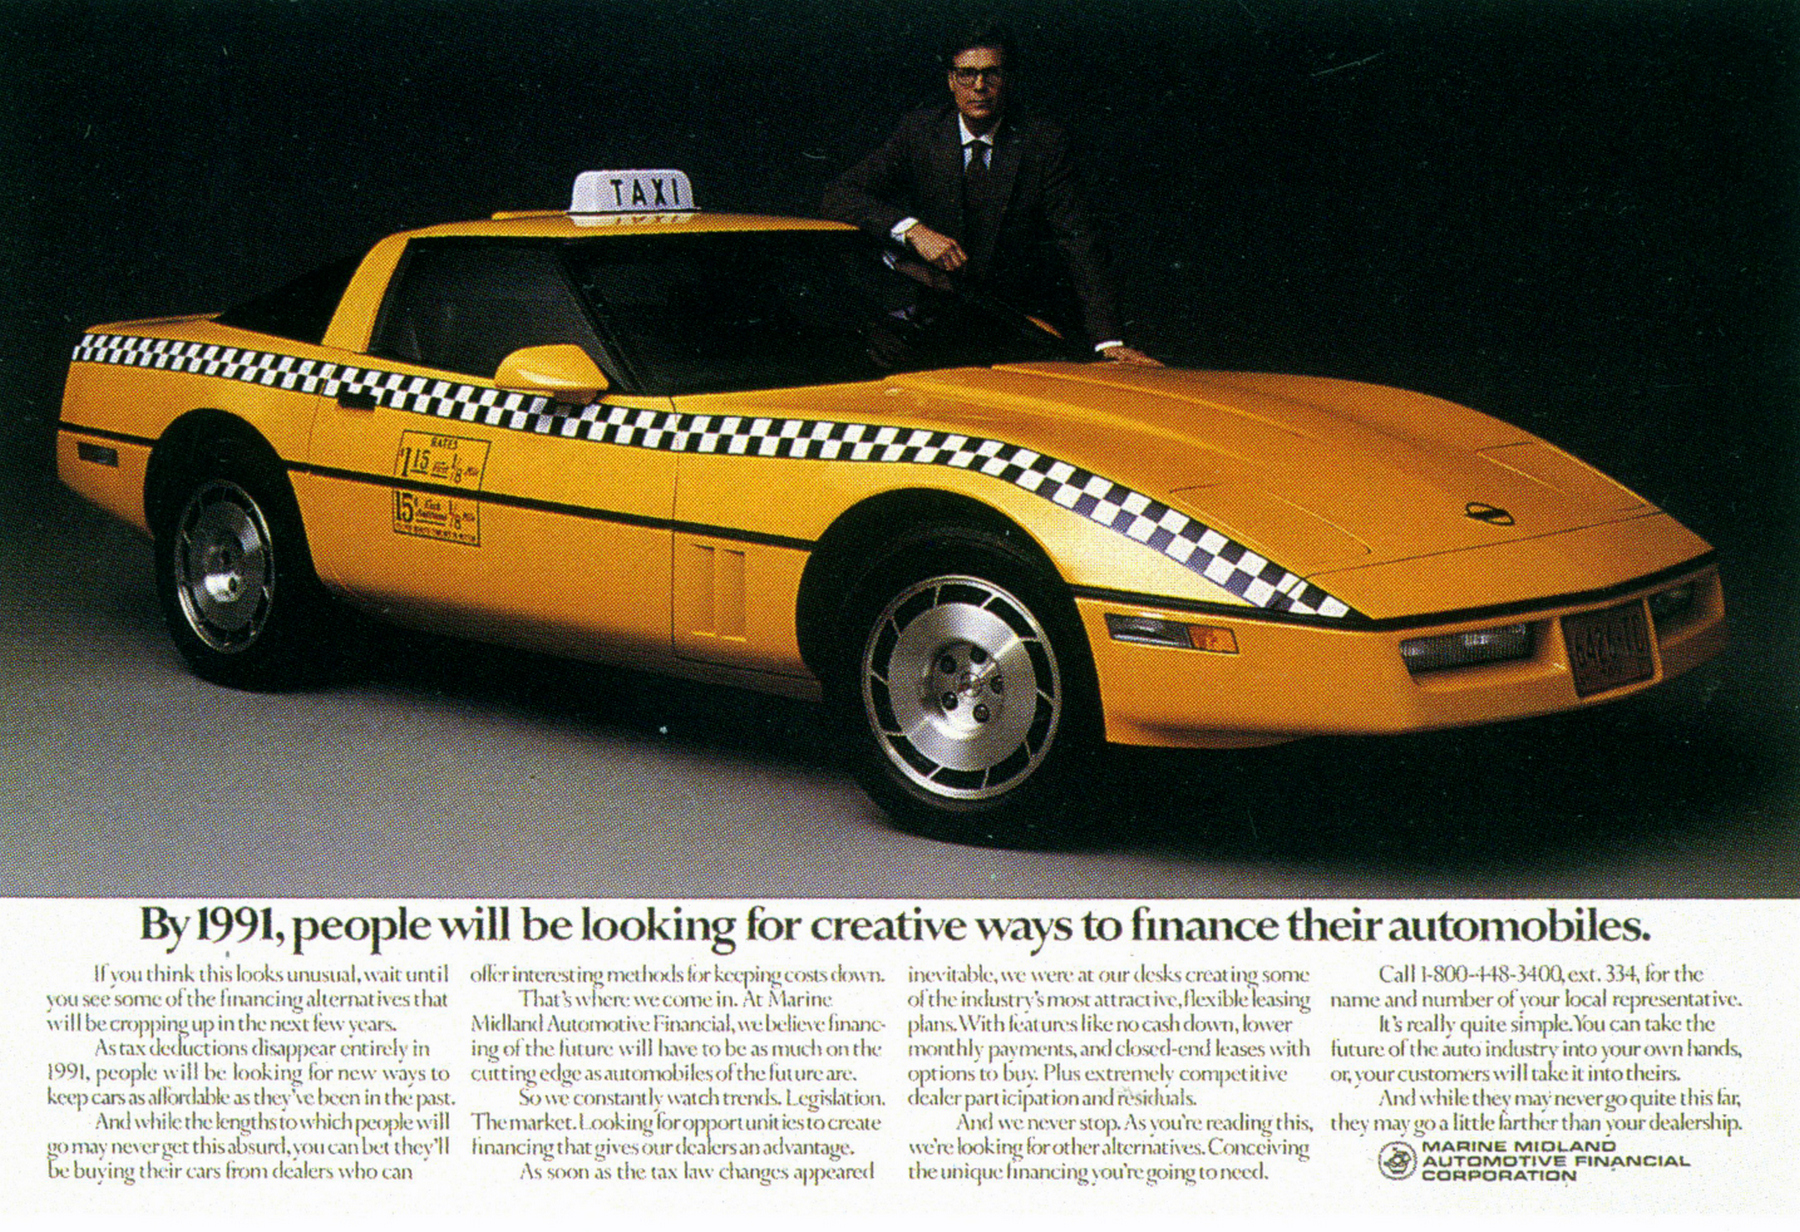 TAXI
RATES
$1.15 First 1/8 Mile
15¢ Each Additional 1/8 Mile
By 1991, people will be looking for creative ways to finance their automobiles.
If you think this looks unusual, wait until
you see some of the financing alternatives that
will be cropping up in the next few years.
As tax deductions disappear entirely in
1991, people will be looking for new ways to
keep cars as affordable as they've been in the past.
And while the lengths to which people will
go may never get this absurd, you can bet they'll
be buying their cars from dealers who can
offer interesting methods for keeping costs down.
That's where we come in. At Marine
Midland Automotive Financial, we believe financ-
ing of the future will have to be as much on the
cutting edge as automobiles of the future are.
So we constantly watch trends. Legislation.
The market. Looking for opportunities to create
financing that gives our dealers an advantage.
As soon as the tax law changes appeared
inevitable, we were at our desks creating some
of the industry's most attractive, flexible leasing
plans. With features like no cash down, lower
monthly payments, and closed-end leases with
options to buy. Plus extremely competitive
dealer participation and residuals.
And we never stop. As you're reading this,
we're looking for other alternatives. Conceiving
the unique financing you're going to need.
Call 1-800-448-3400, ext. 334, for the
name and number of your local representative.
It's really quite simple. You can take the
future of the auto industry into your own hands,
or, your customers will take it into theirs.
And while they may never go quite this far,
they may go a little farther than your dealership.
MARINE MIDLAND
AUTOMOTIVE FINANCIAL
CORPORATION